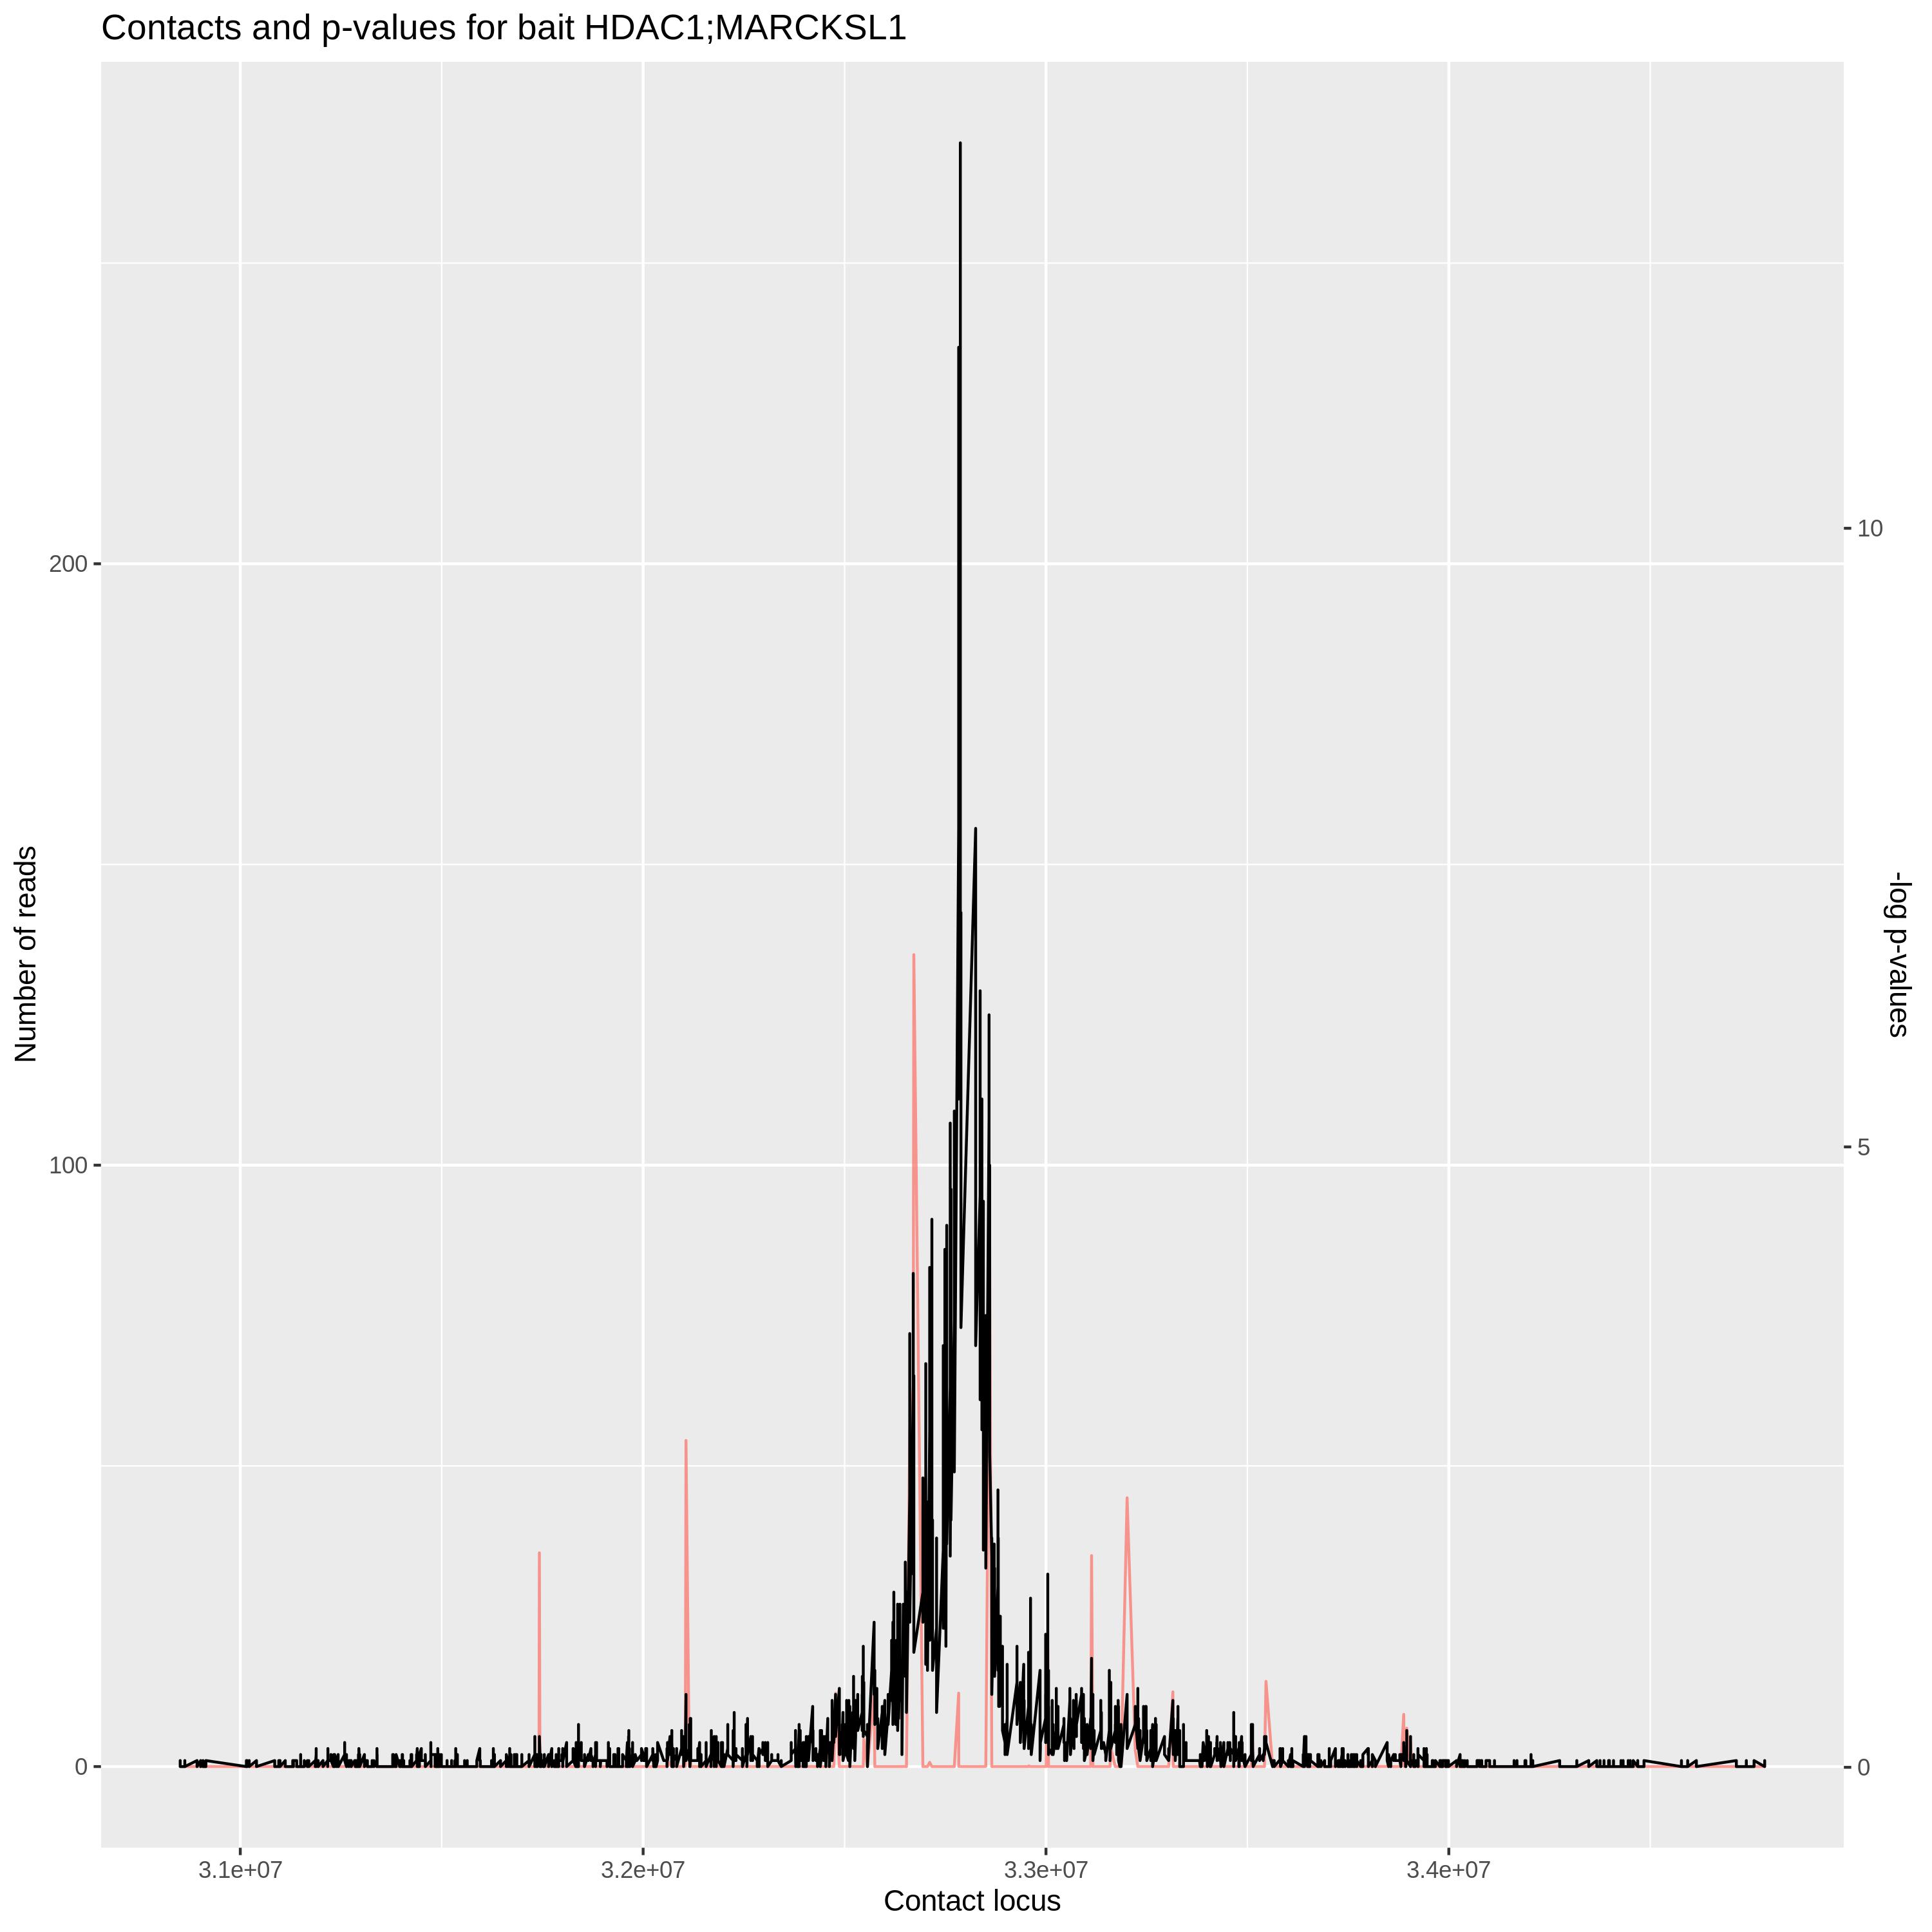 Contacts and p-values for bait HDAC1;MARCKSL1
Number of reads
200
100
0
10
5
0
-log p-values
3.1e+07 3.2e+07 3.3e+07 3.4e+07
Contact locus